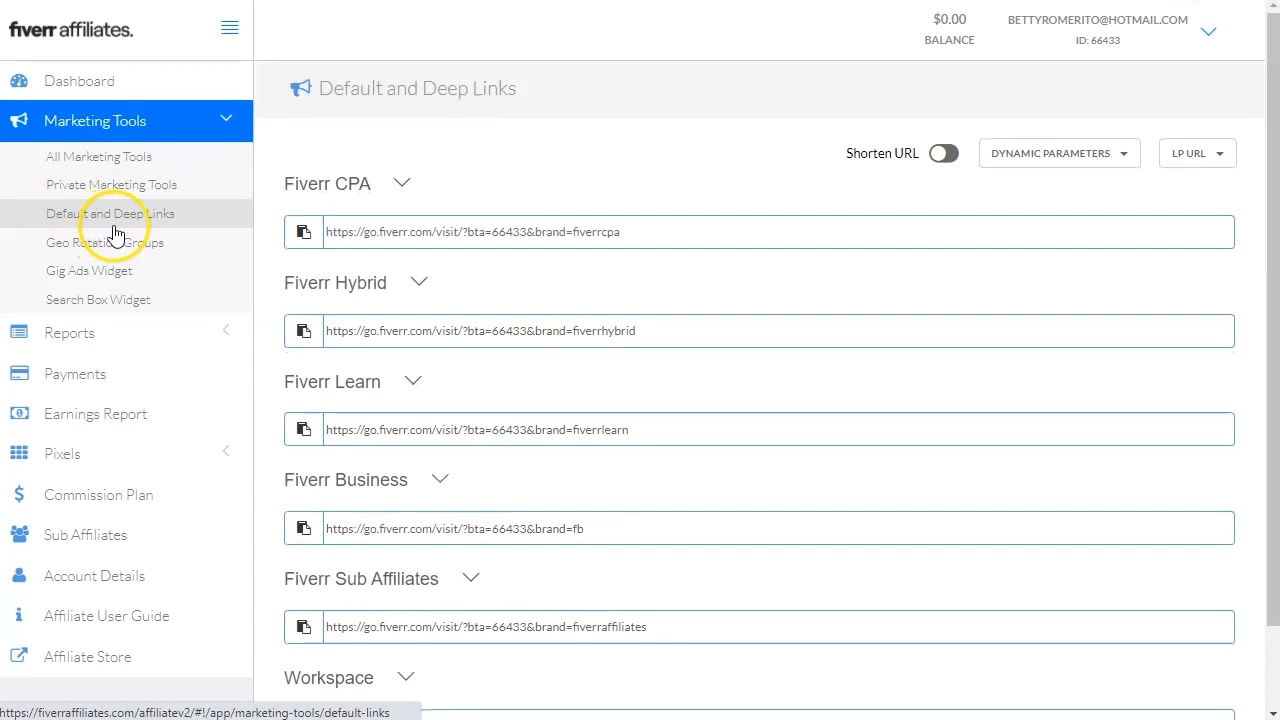 fiverr affiliates.
$0.00
BALANCE
BETTYROMERITO@HOTMAIL.COM
ID: 66433
Dashboard
Marketing Tools
All Marketing Tools
Private Marketing Tools
Default and Deep Links
Geo Rotation Groups
Gig Ads Widget
Search Box Widget
Reports
Payments
Earnings Report
Pixels
Commission Plan
Sub Affiliates
Account Details
Affiliate User Guide
Affiliate Store
Default and Deep Links
Shorten URL
DYNAMIC PARAMETERS
LP URL
Fiverr CPA
https://go.fiverr.com/visit/?bta=66433&brand=fiverrcpa
Fiverr Hybrid
https://go.fiverr.com/visit/?bta=66433&brand=fiverrhybrid
Fiverr Learn
https://go.fiverr.com/visit/?bta=66433&brand=fiverrlearn
Fiverr Business
https://go.fiverr.com/visit/?bta=66433&brand=fb
Fiverr Sub Affiliates
https://go.fiverr.com/visit/?bta=66433&brand=fiverraffiliates
Workspace
https://fiverraffiliates.com/affiliatev2/#!/app/marketing-tools/default-links